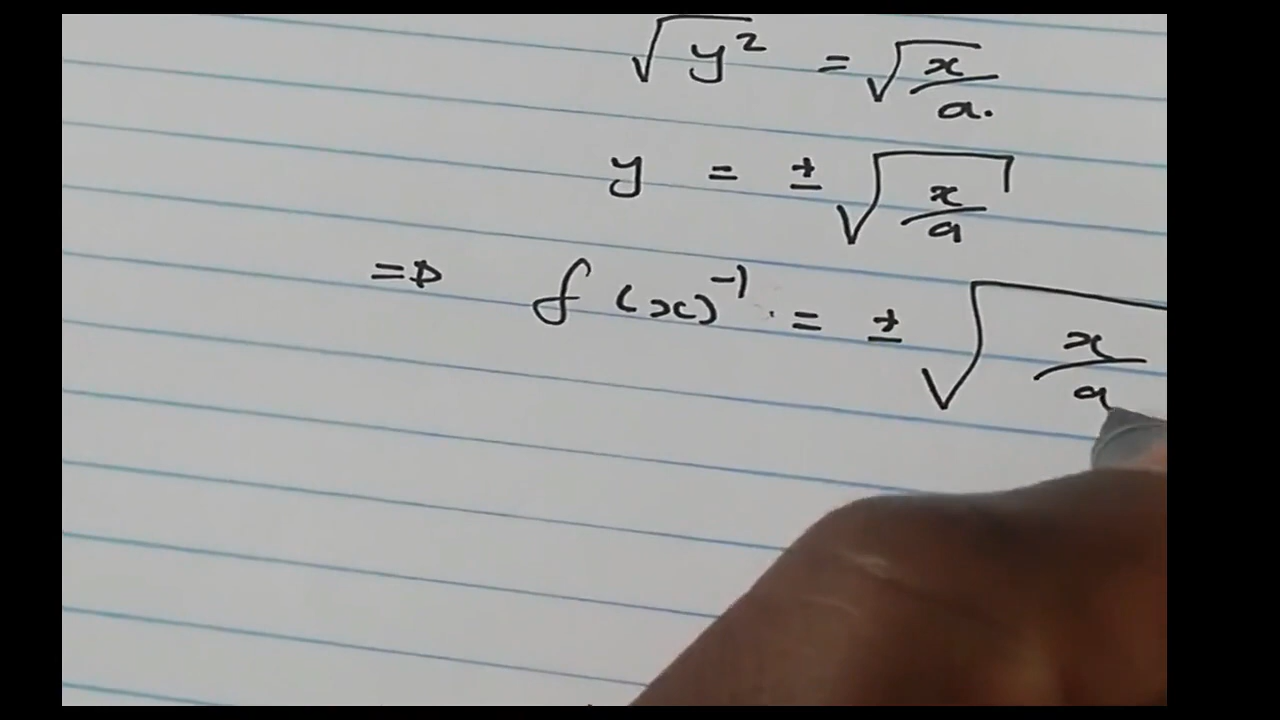 √y² = √x/a.
y = ± √x/a
=> f(x)⁻¹ = ± √x/a